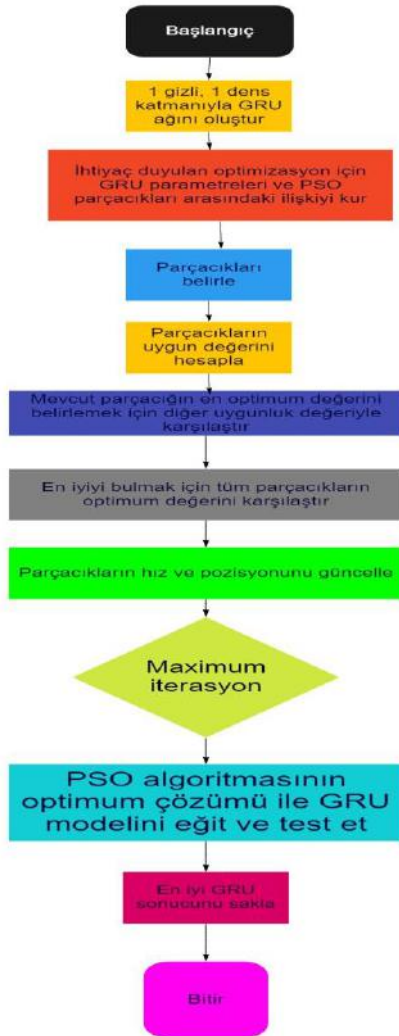 Başlangıç
1 gizli, 1 dens
katmanıyla GRU
ağını oluştur
İhtiyaç duyulan optimizasyon için
GRU parametreleri ve PSO
parçacıkları arasındaki ilişkiyi kur
Parçacıkları
belirle
Parçacıkların
uygun değerini
hesapla
Mevcut parçacığın en optimum değerini
belirlemek için diğer uygunluk değeriyle
karşılaştır
En iyiyi bulmak için tüm parçacıkların
optimum değerini karşılaştır
Parçacıkların hız ve pozisyonunu güncelle
Maximum
iterasyon
PSO algoritmasının
optimum çözümü ile GRU
modelini eğit ve test et
En iyi GRU
sonucunu sakla
Bitir